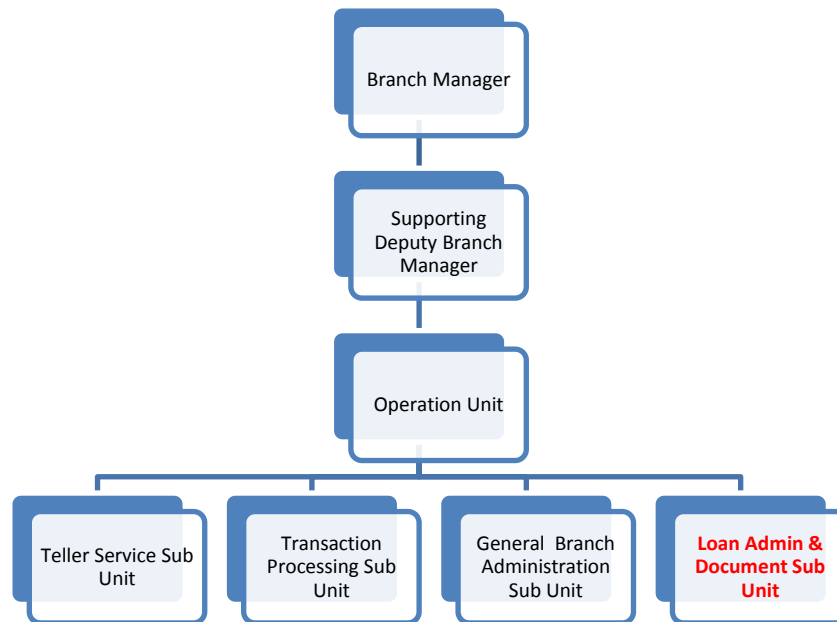 Branch Manager
Supporting
Deputy Branch
Manager
Operation Unit
Teller Service Sub
Unit
Transaction
Processing Sub
Unit
General Branch
Administration
Sub Unit
Loan Admin &
Document Sub
Unit